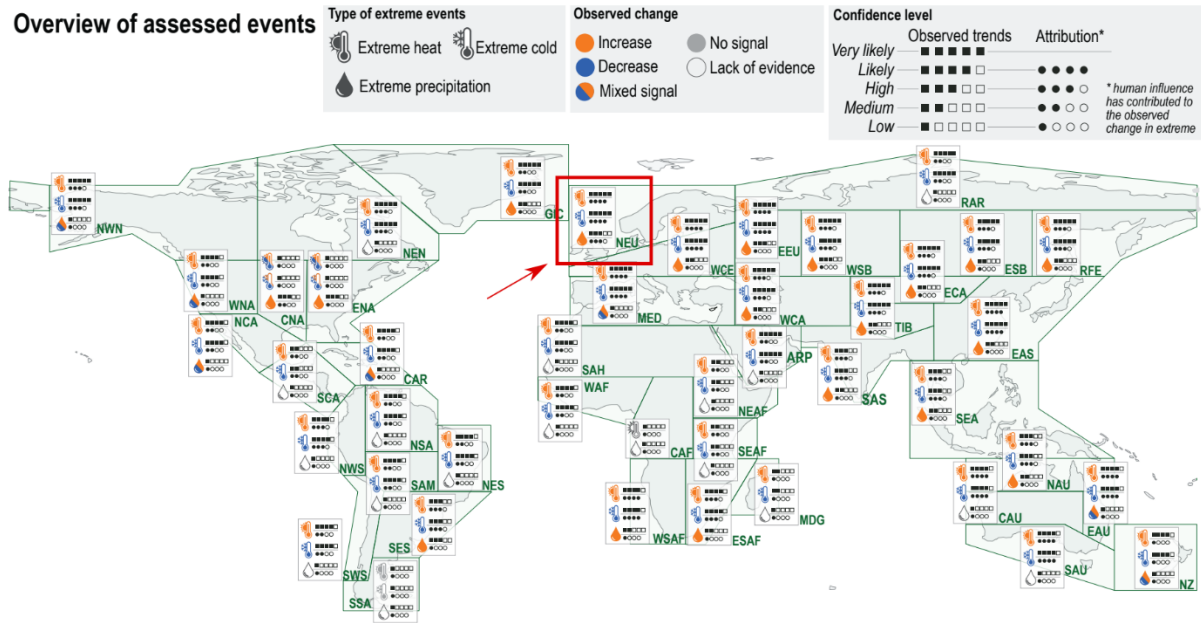 Overview of assessed events
Type of extreme events
Extreme heat
Extreme cold
Extreme precipitation
Observed change
Increase
No signal
Decrease
Lack of evidence
Mixed signal
Confidence level
Observed trends
Attribution*
Very likely
Likely
High
Medium
Low
* human influence
has contributed to
the observed
change in extreme
NWN
NEN
GIC
NEU
RAR
WCE
EEU
WSB
ESB
RFE
WNA
CNA
ENA
MED
WCA
ECA
TIB
NCA
EAS
SCA
CAR
SAH
ARP
SAS
WAF
NEAF
SEA
NWS
NSA
CAF
SEAF
SAM
NES
NAU
MDG
CAU
EAU
WSAF
ESAF
SES
SWS
SAU
NZ
SSA